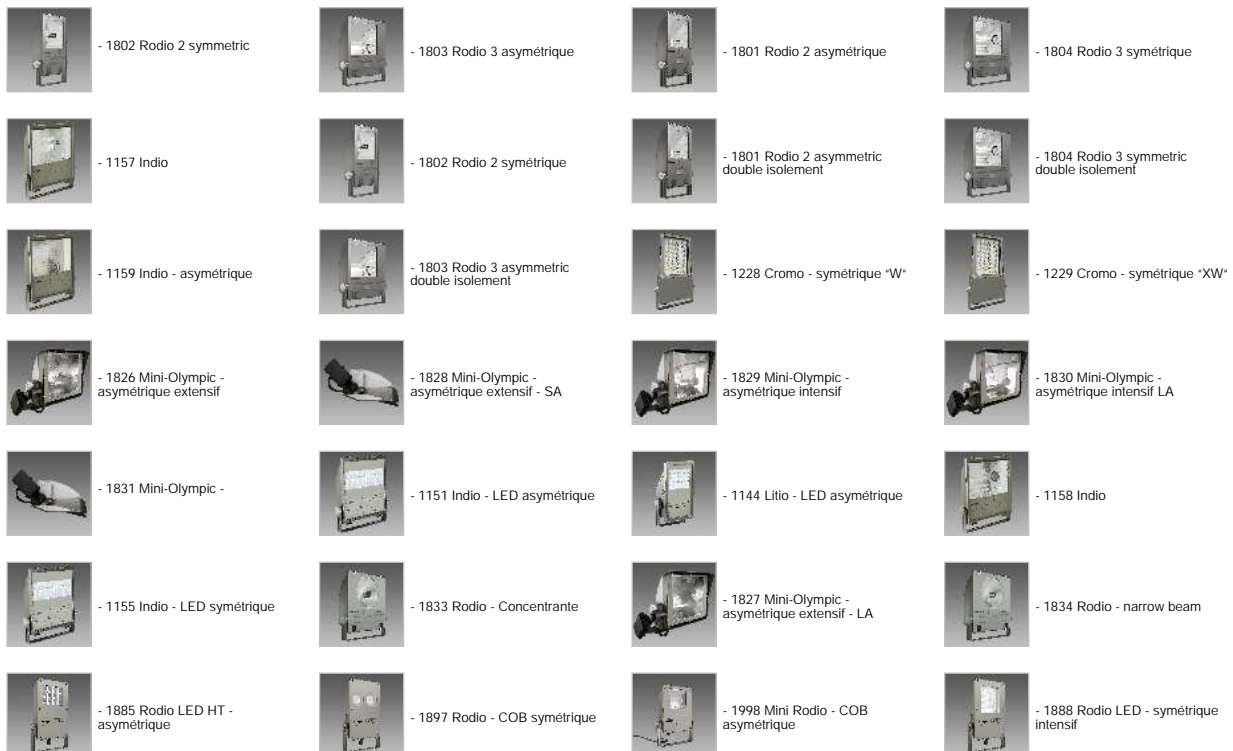 - 1802 Rodio 2 symmetric
- 1803 Rodio 3 asymétrique
- 1801 Rodio 2 asymétrique
- 1804 Rodio 3 symétrique
- 1157 Indio
- 1802 Rodio 2 symétrique
- 1801 Rodio 2 asymmetric
double isolement
- 1804 Rodio 3 symmetric
double isolement
- 1159 Indio - asymétrique
- 1803 Rodio 3 asymmetric
double isolement
- 1228 Cromo - symétrique "W"
- 1229 Cromo - symétrique "XW"
- 1826 Mini-Olympic -
asymétrique extensif
- 1828 Mini-Olympic -
asymétrique extensif - SA
- 1829 Mini-Olympic -
asymétrique intensif
- 1830 Mini-Olympic -
asymétrique intensif LA
- 1831 Mini-Olympic -
- 1151 Indio - LED asymétrique
- 1144 Litio - LED asymétrique
- 1158 Indio
- 1155 Indio - LED symétrique
- 1833 Rodio - Concentrante
- 1827 Mini-Olympic -
asymétrique extensif - LA
- 1834 Rodio - narrow beam
- 1885 Rodio LED HT -
asymétrique
- 1897 Rodio - COB symétrique
- 1998 Mini Rodio - COB
asymétrique
- 1888 Rodio LED - symétrique
intensif